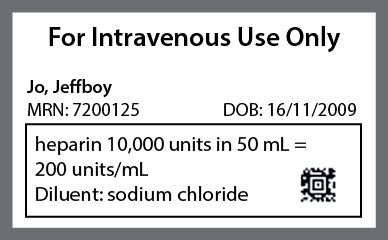 For Intravenous Use Only
Jo, Jeffboy
MRN: 7200125 DOB: 16/11/2009
heparin 10,000 units in 50 mL =
200 units/mL
Diluent: sodium chloride